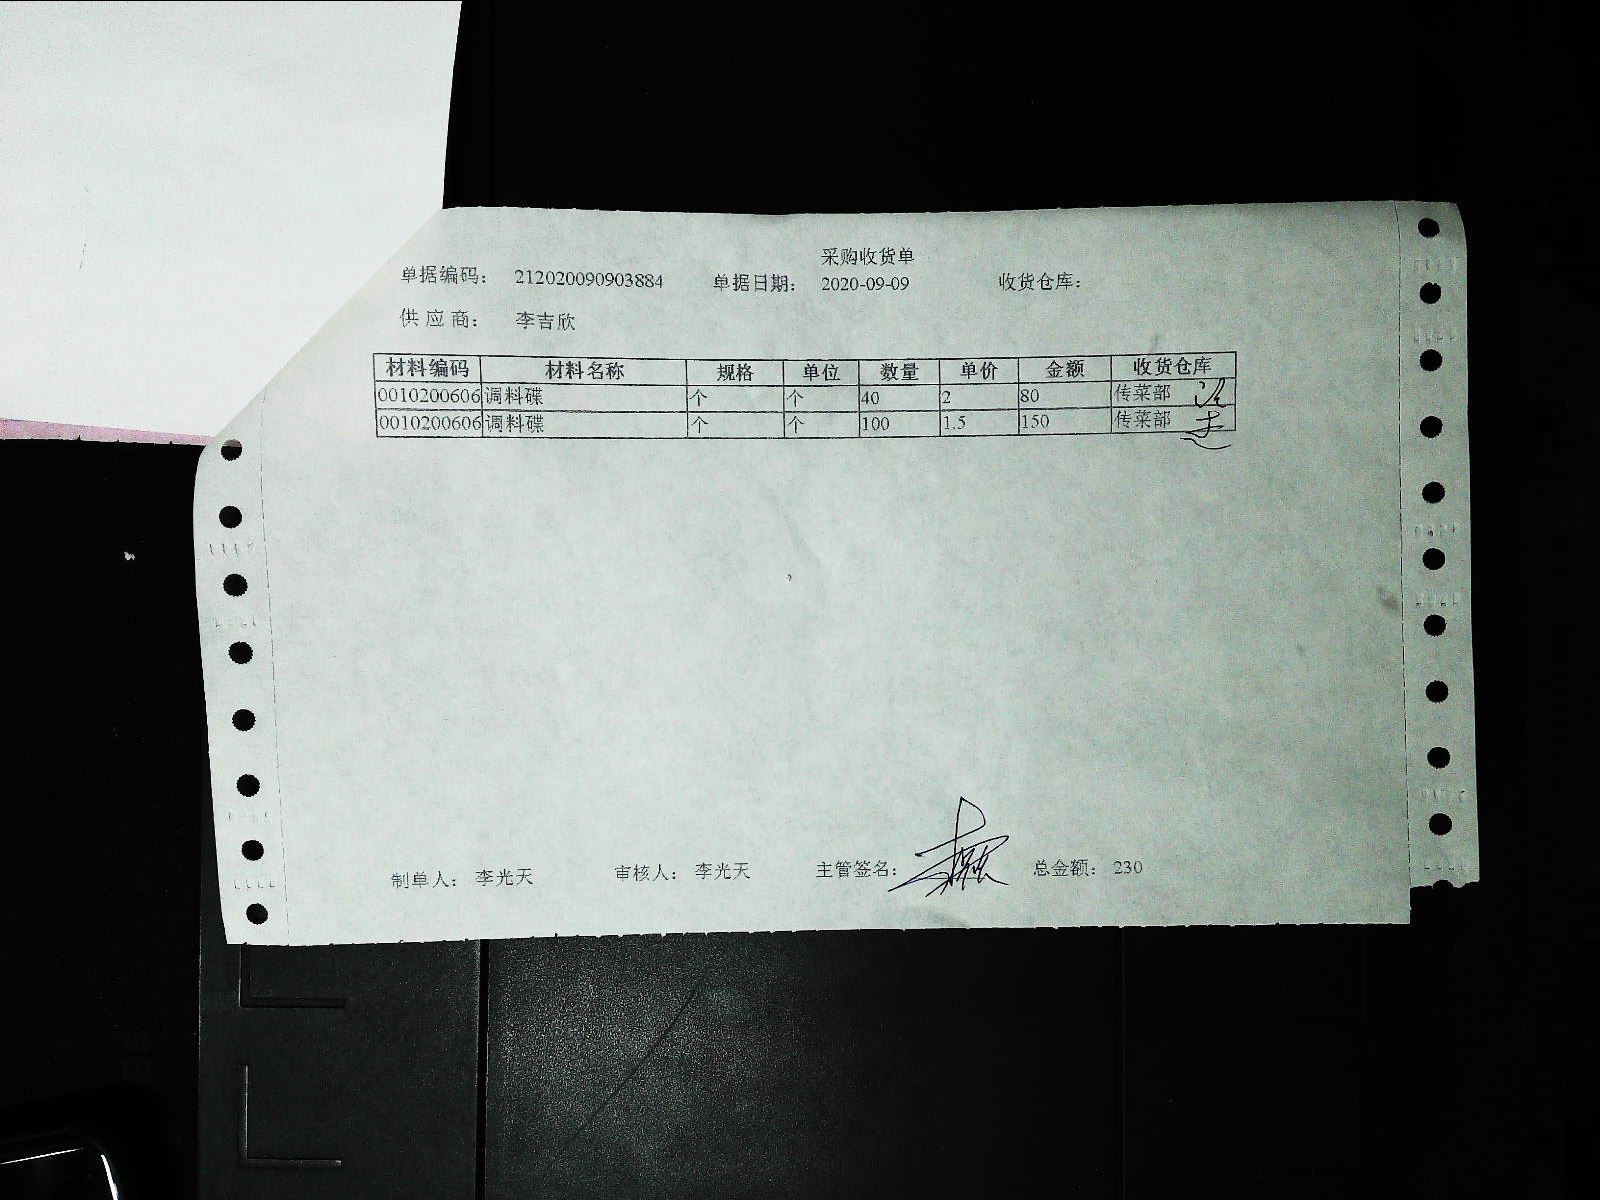 采购收货单
单据编码： 212020090903884 单据日期： 2020-09-09 收货仓库：
供 应 商： 李吉欣
材料编码 材料名称 规格 单位 数量 单价 金额 收货仓库
0010200606 调料碟 个 个 40 2 80 传菜部
0010200606 调料碟 个 个 100 1.5 150 传菜部
制单人： 李光天 审核人： 李光天 主管签名： 总金额： 230